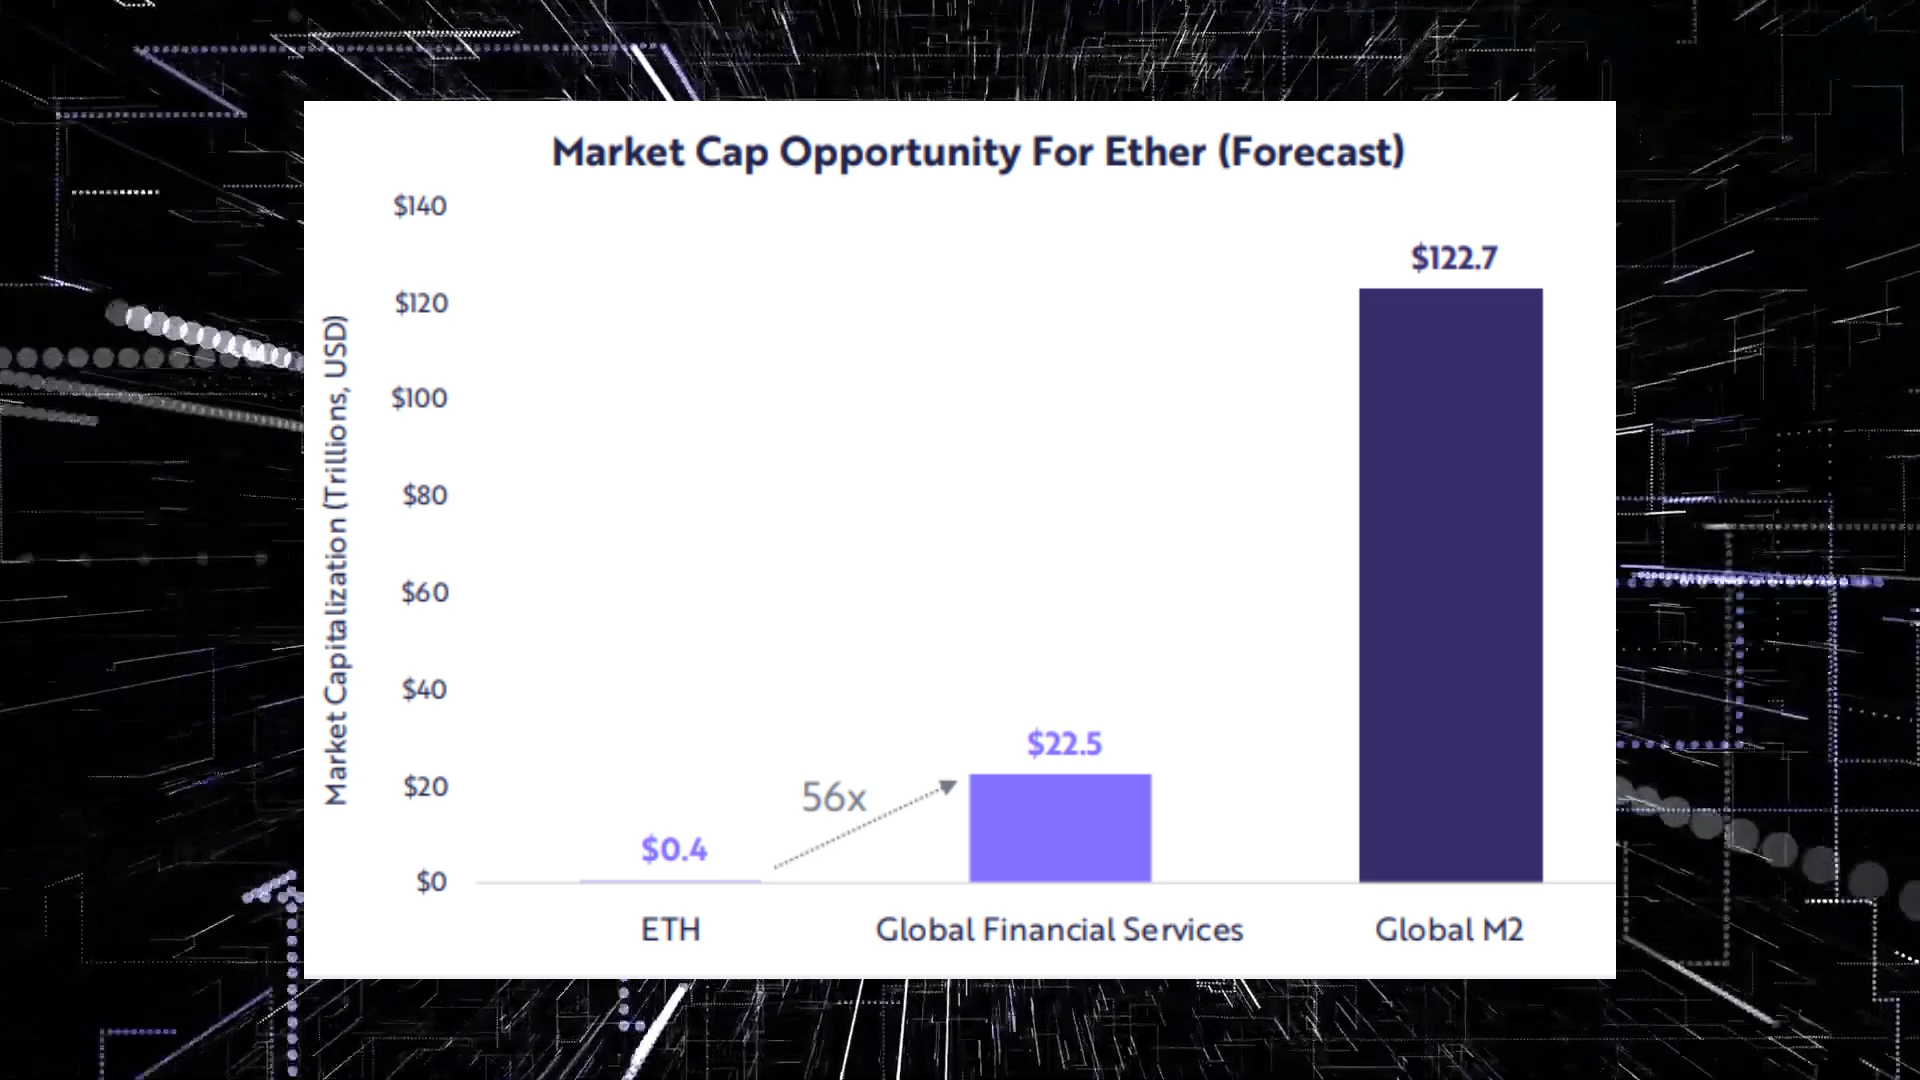 Market Cap Opportunity For Ether (Forecast)
Market Capitalization (Trillions, USD)
$140
$120
$100
$80
$60
$40
$20
$0
$0.4
56x
$22.5
$122.7
ETH
Global Financial Services
Global M2